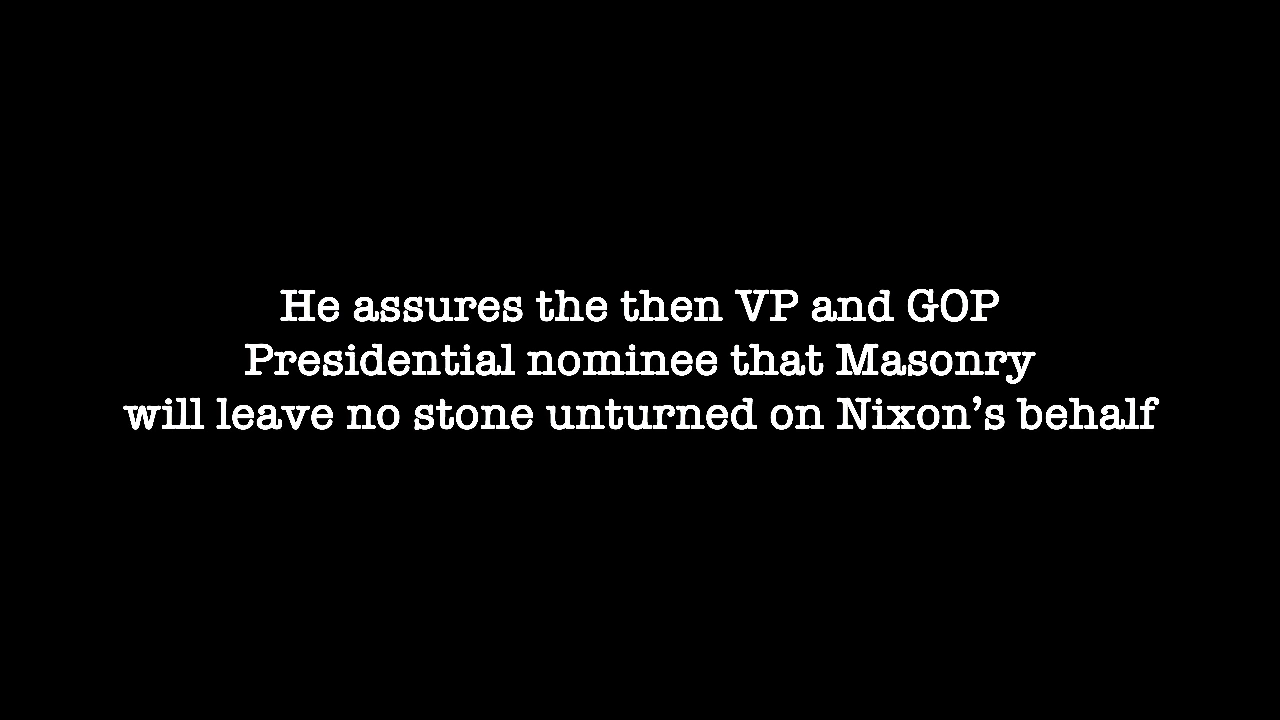 He assures the then VP and GOP
Presidential nominee that Masonry
will leave no stone unturned on Nixon’s behalf